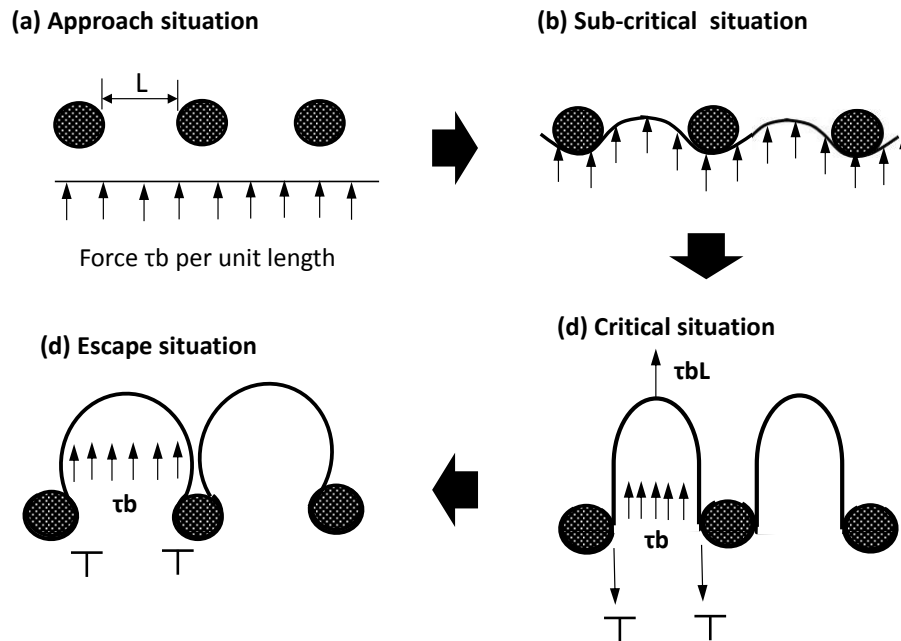 (a) Approach situation
L
Force τb per unit length
(b) Sub-critical situation
(d) Escape situation
τb
T T
(d) Critical situation
τbL
τb
T T